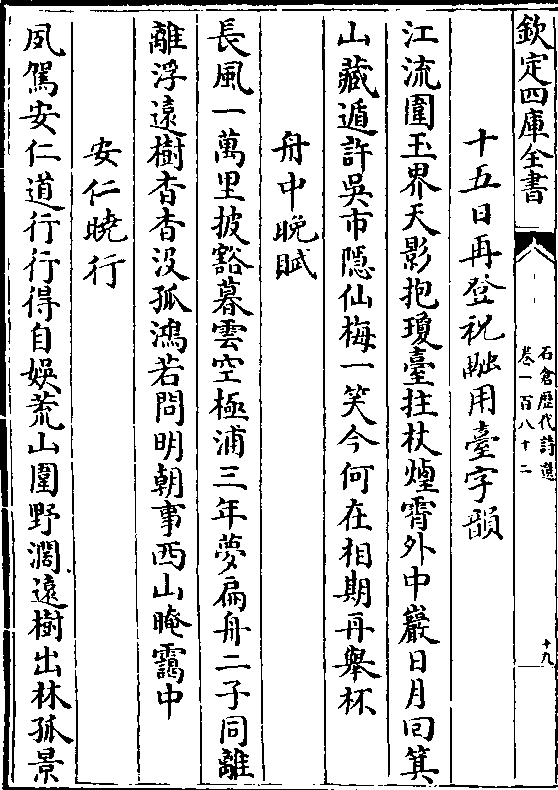 欽定四庫全書
石倉歷代詩選
卷一百八十二
十九
十五日再登祝融用臺字韻
江流圍玉界天影抱瓊臺拄杖煙霄外中巖日月回箕
山藏遁許吳市隱仙梅一笑今何在相期再舉杯
舟中晚賦
長風一萬里披豁暮雲空極浦三年夢扁舟二子同離
離浮遠樹杳杳没孤鴻若問明朝事西山晻靄中
安仁曉行
夙駕安仁道行行得自娛荒山圍野濶遠樹出林孤景